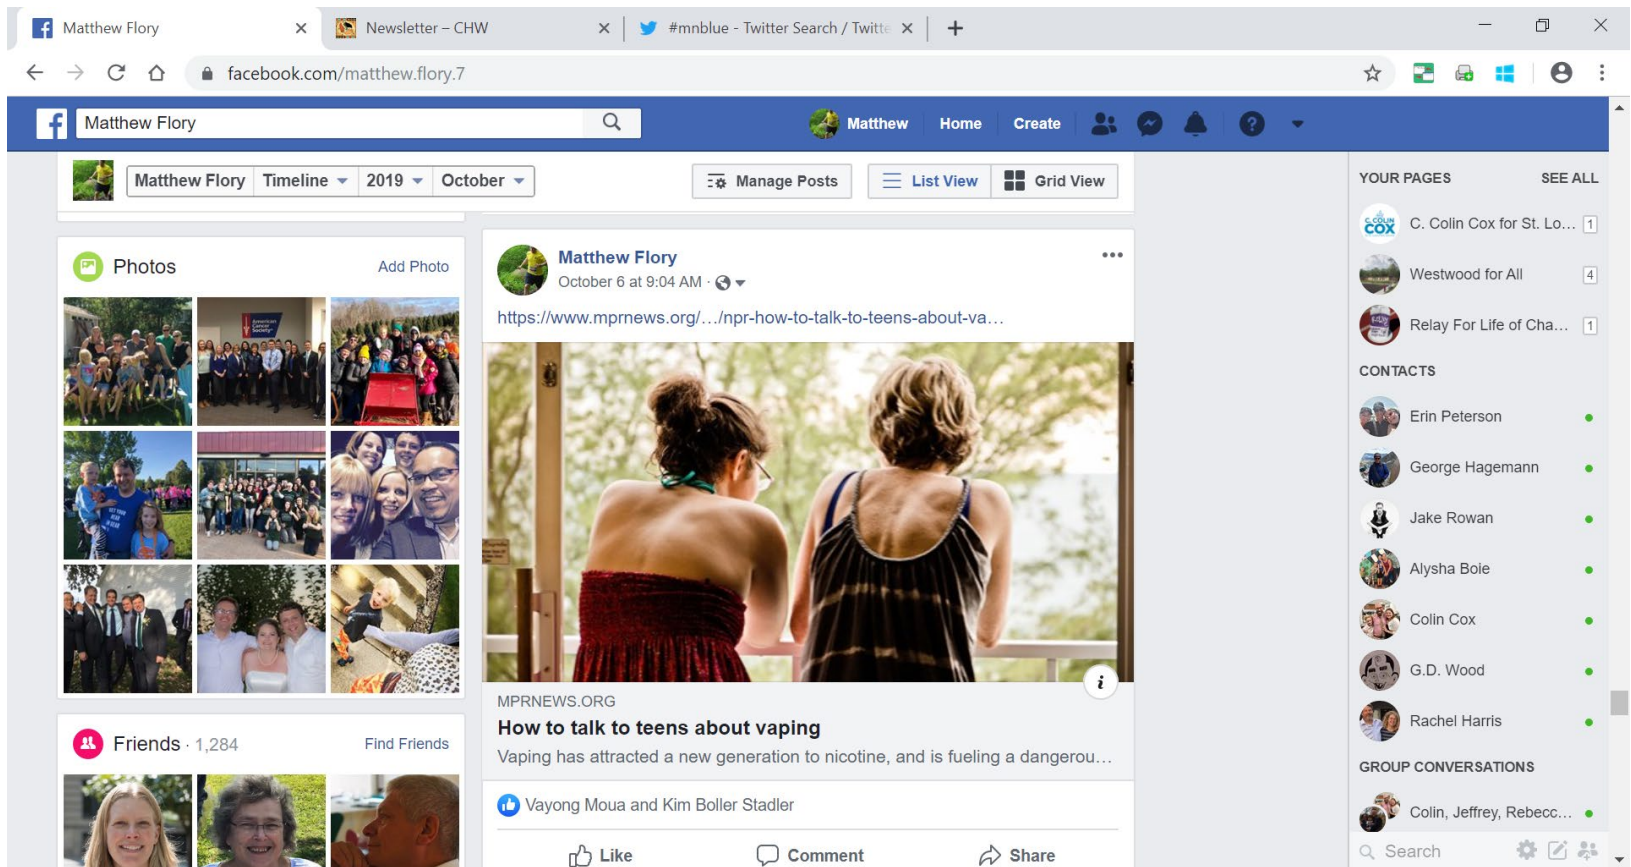 Matthew Flory
Newsletter – CHW
#mnblue - Twitter Search / Twitte
facebook.com/matthew.flory.7
Matthew Flory
Matthew
Home
Create
Matthew Flory
Timeline
2019
October
Manage Posts
List View
Grid View
Photos
Add Photo
American
Cancer
Society
Friends · 1,284
Find Friends
Matthew Flory
October 6 at 9:04 AM ·
https://www.mprnews.org/…/npr-how-to-talk-to-teens-about-va…
MPRNEWS.ORG
How to talk to teens about vaping
Vaping has attracted a new generation to nicotine, and is fueling a dangerou…
Vayong Moua and Kim Boller Stadler
Like
Comment
Share
YOUR PAGES
SEE ALL
C. COLIN
COX
C. Colin Cox for St. Lo… 1
Westwood for All 4
Relay For Life of Cha… 1
CONTACTS
Erin Peterson
George Hagemann
Jake Rowan
Alysha Boie
Colin Cox
G.D. Wood
Rachel Harris
GROUP CONVERSATIONS
Colin, Jeffrey, Rebecc…
Search